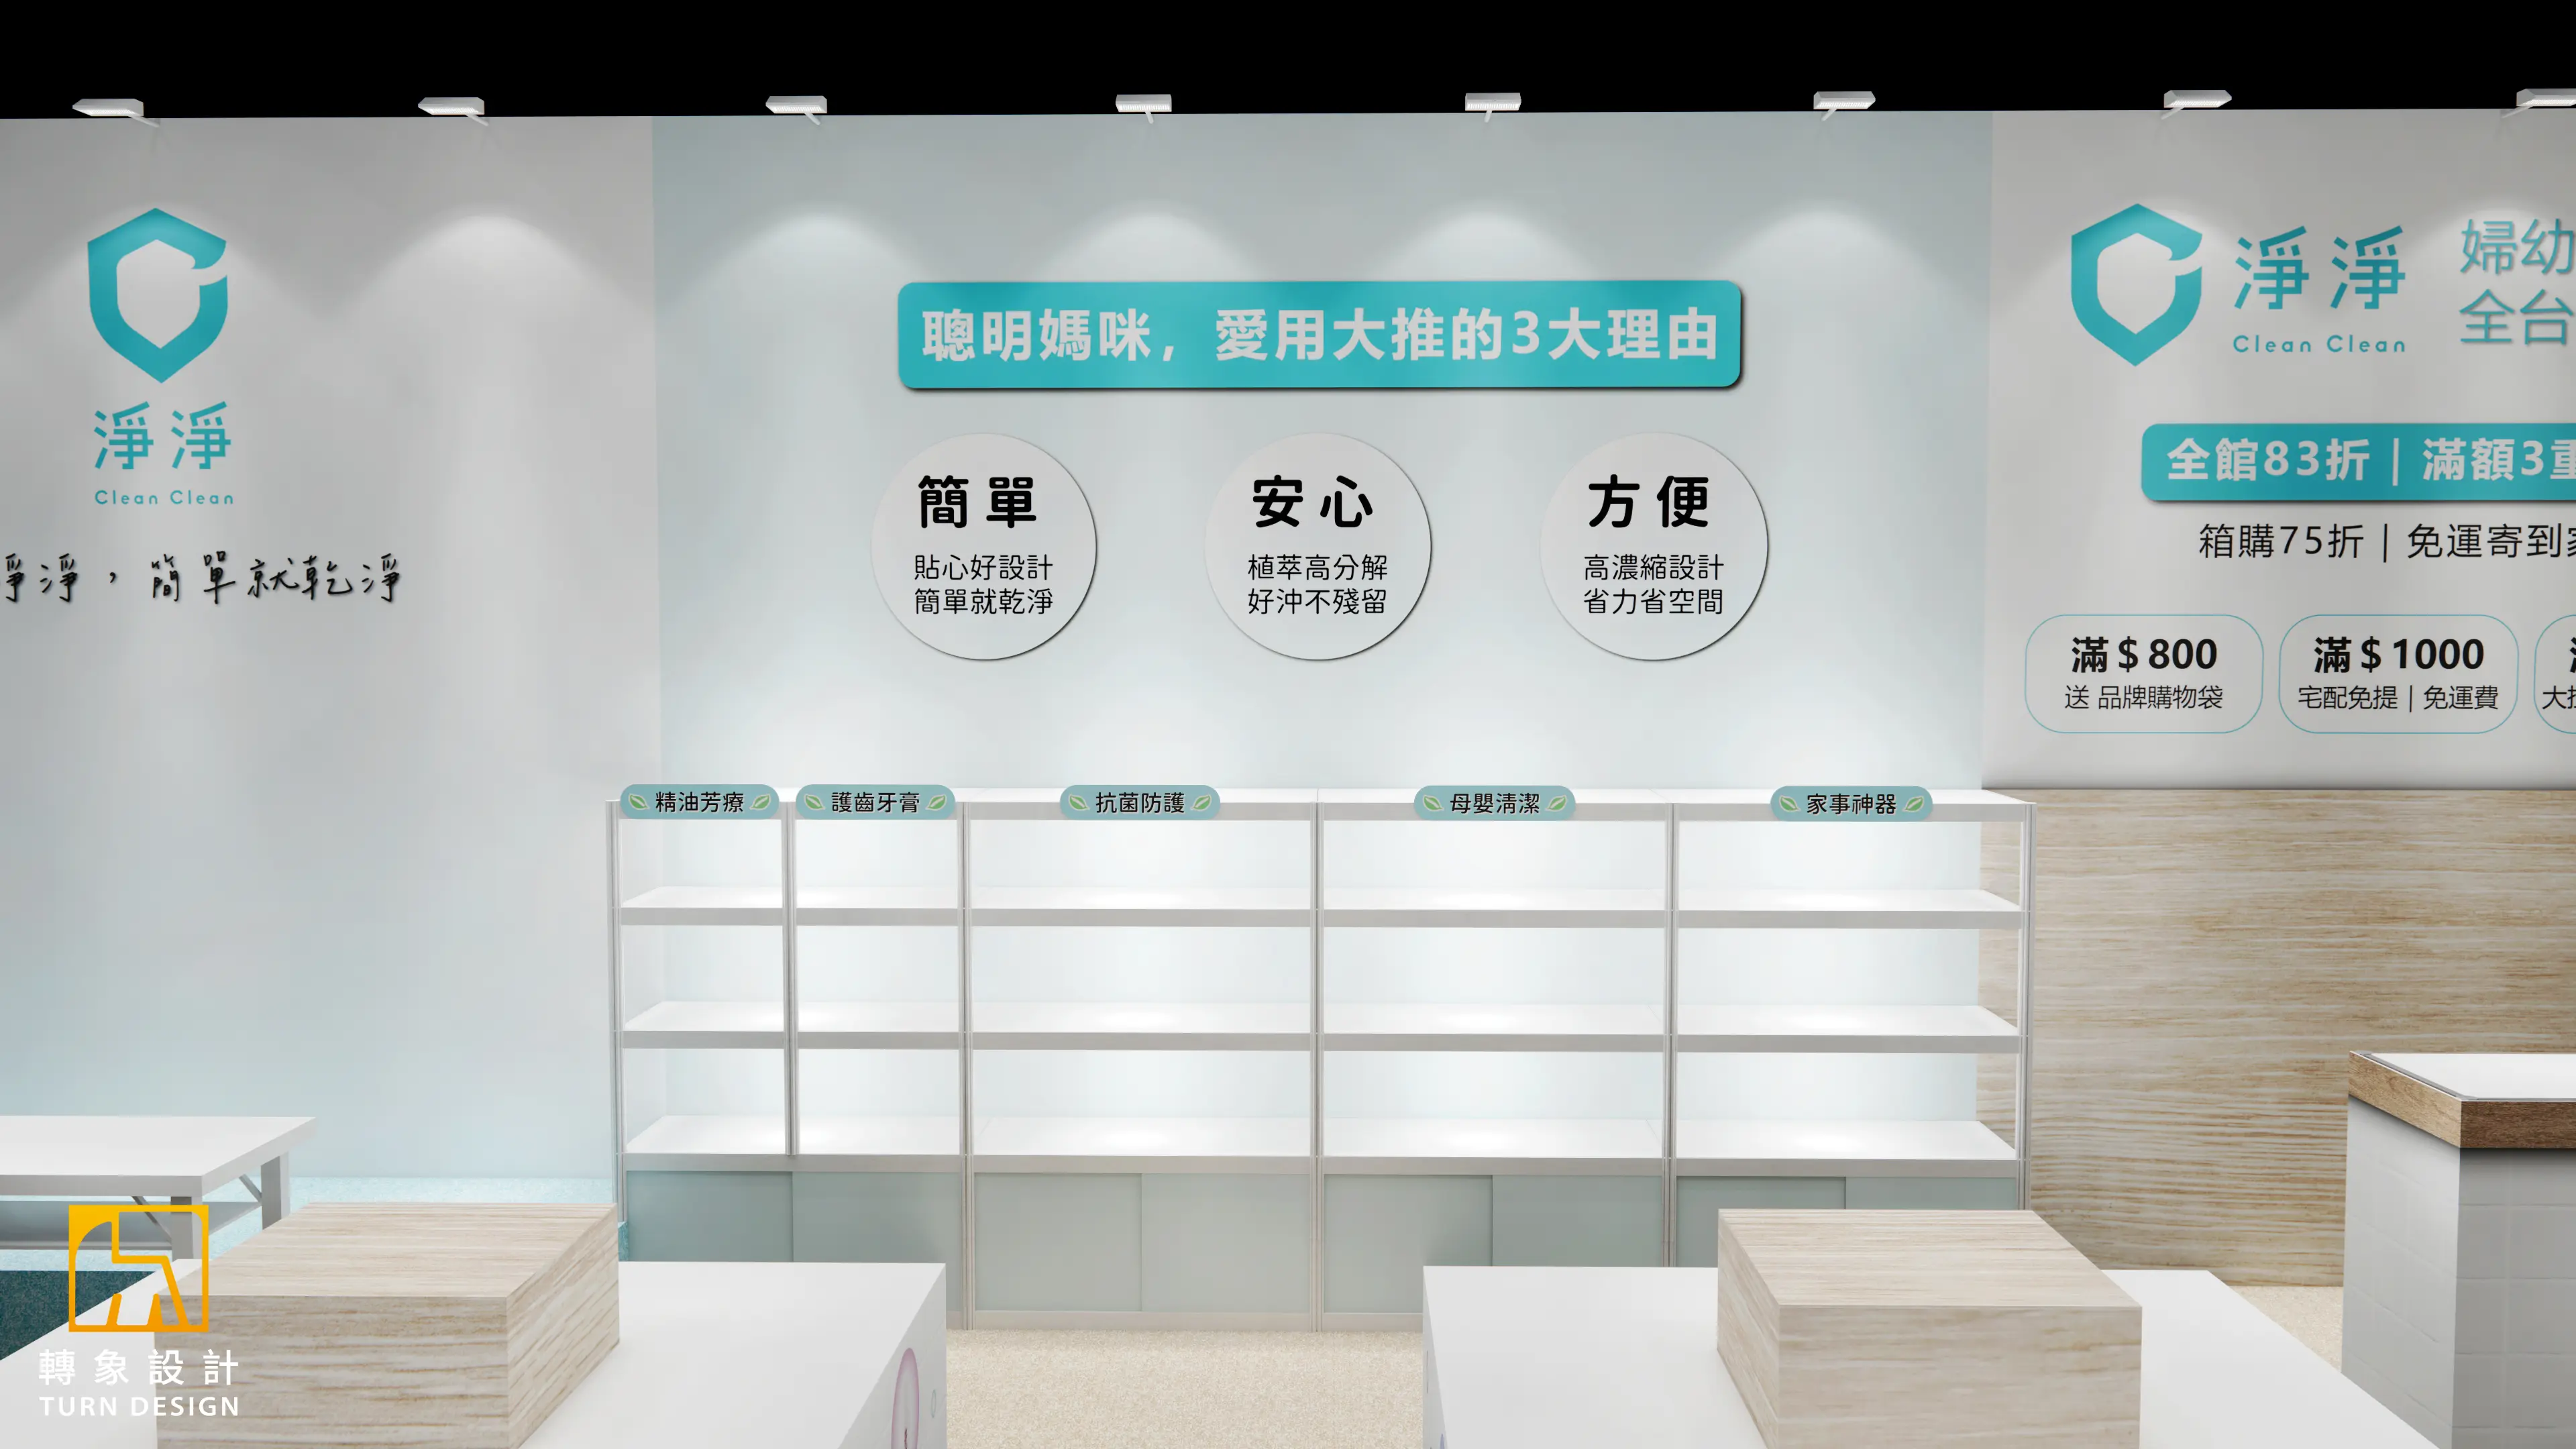 淨淨
Clean Clean
淨淨，簡單就乾淨
聰明媽咪，愛用大推的3大理由
簡單
貼心好設計
簡單就乾淨
安心
植萃高分解
好沖不殘留
方便
高濃縮設計
省力省空間
精油芳療
護齒牙膏
抗菌防護
母嬰清潔
家事神器
淨淨
Clean Clean
婦幼
全台
全館83折｜滿額3重
箱購75折｜免運寄到
滿$800
送 品牌購物袋
滿$1000
宅配免提｜免運費
大
轉象設計
TURN DESIGN